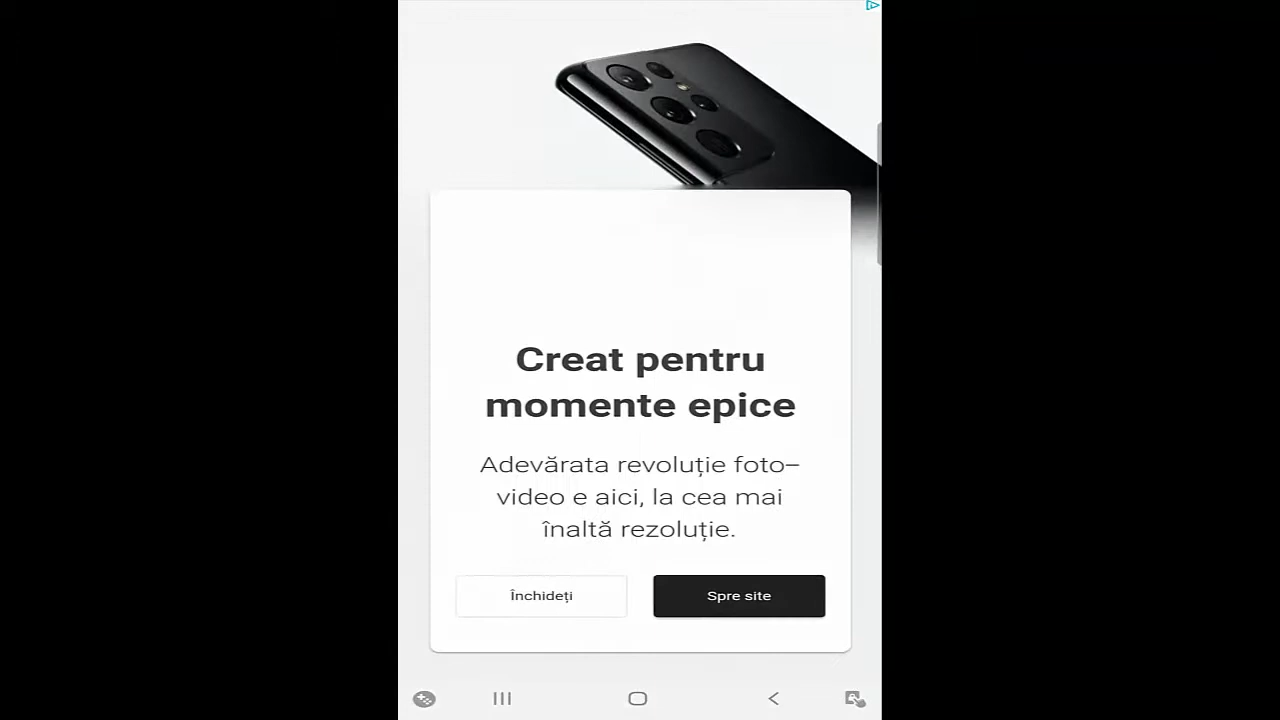 Creat pentru
momente epice
Adevărata revoluție foto–
video e aici, la cea mai
înaltă rezoluție.
Închideți
Spre site